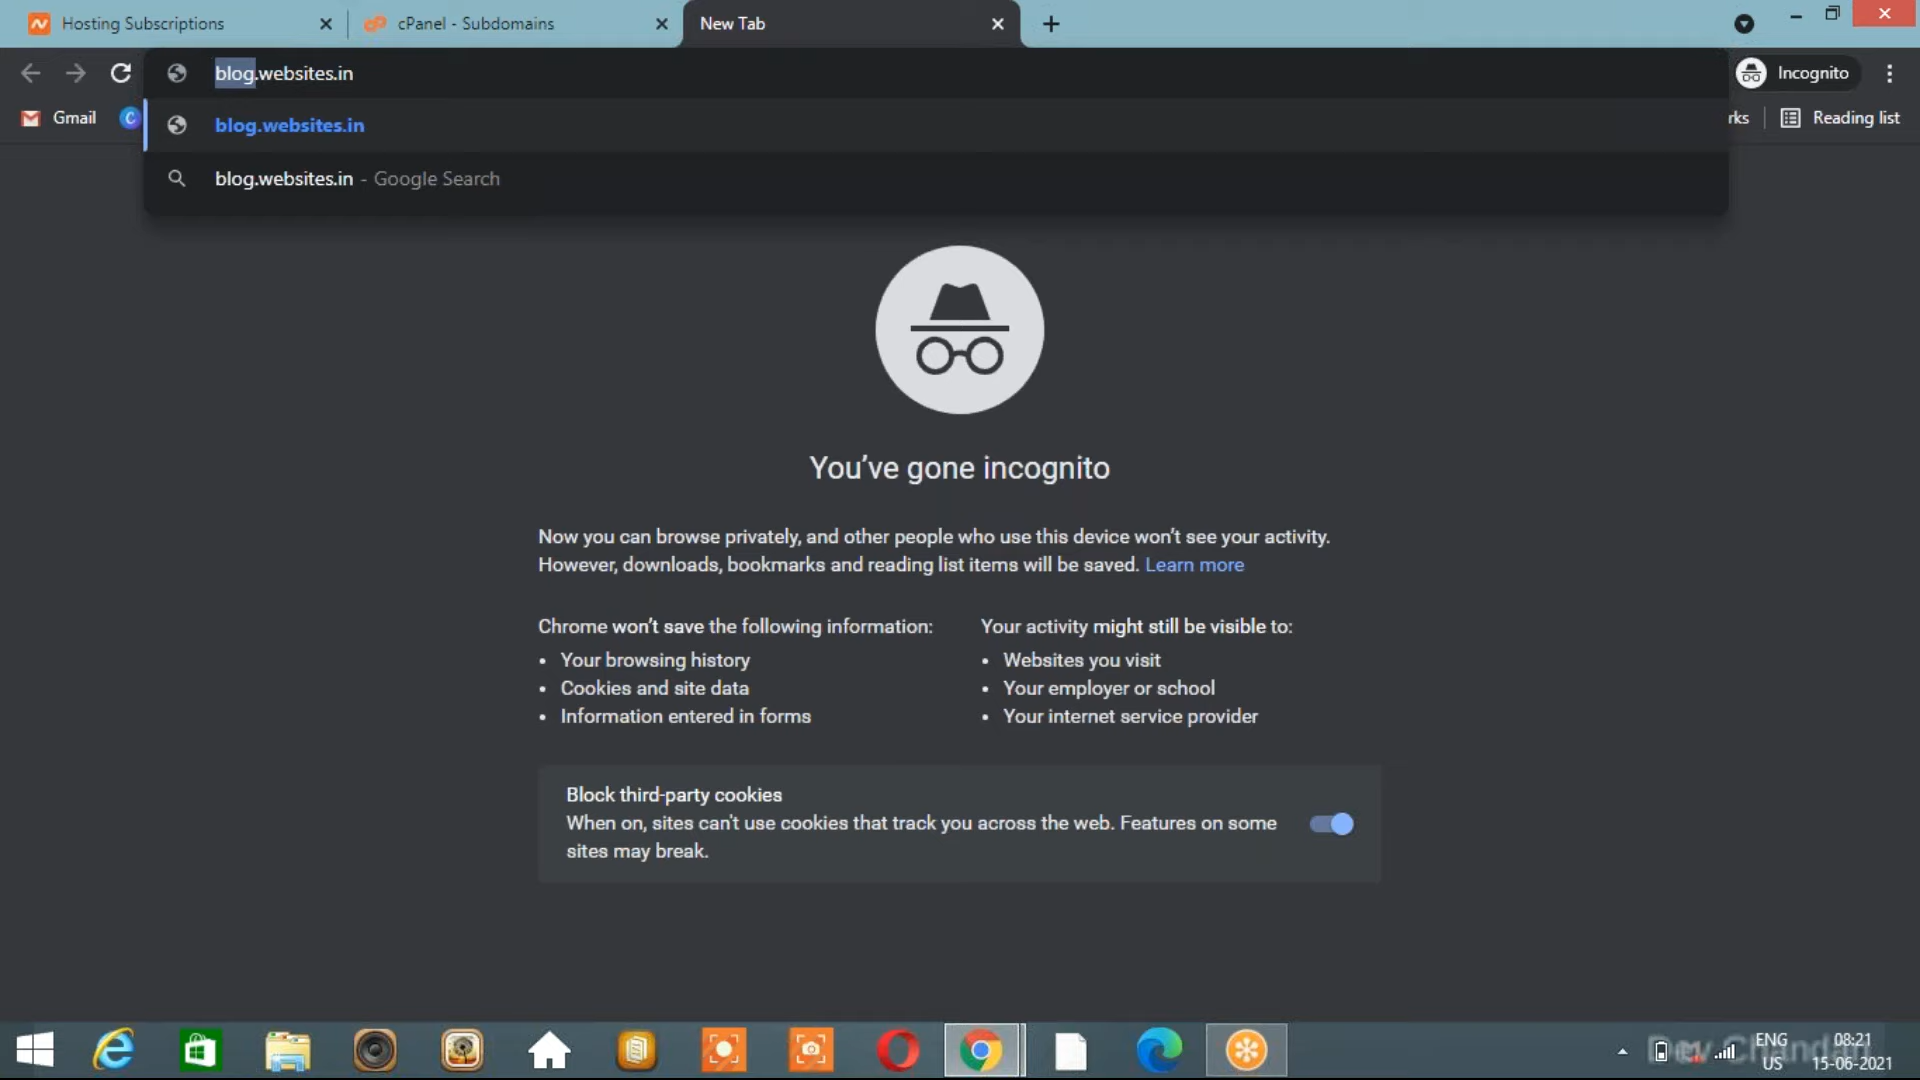 Hosting Subscriptions
cPanel - Subdomains
New Tab
blog.websites.in
Incognito
Gmail
blog.websites.in
rks
Reading list
blog.websites.in - Google Search
You've gone incognito
Now you can browse privately, and other people who use this device won't see your activity.
However, downloads, bookmarks and reading list items will be saved. Learn more
Chrome won't save the following information:
• Your browsing history
• Cookies and site data
• Information entered in forms
Your activity might still be visible to:
• Websites you visit
• Your employer or school
• Your internet service provider
Block third-party cookies
When on, sites can't use cookies that track you across the web. Features on some
sites may break.
Dev Chandan
ENG
US
08:21
15-06-2021